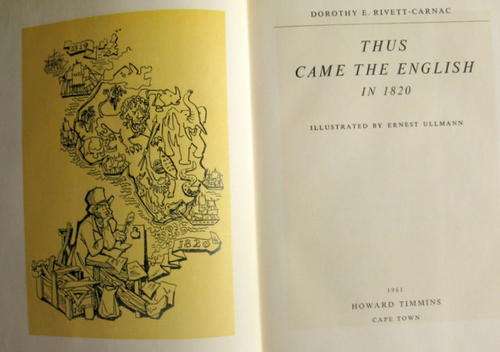 1820
DOROTHY E. RIVETT-CARNAC
THUS
CAME THE ENGLISH
IN 1820
ILLUSTRATED BY ERNEST ULLMANN
1961
HOWARD TIMMINS
CAPE TOWN